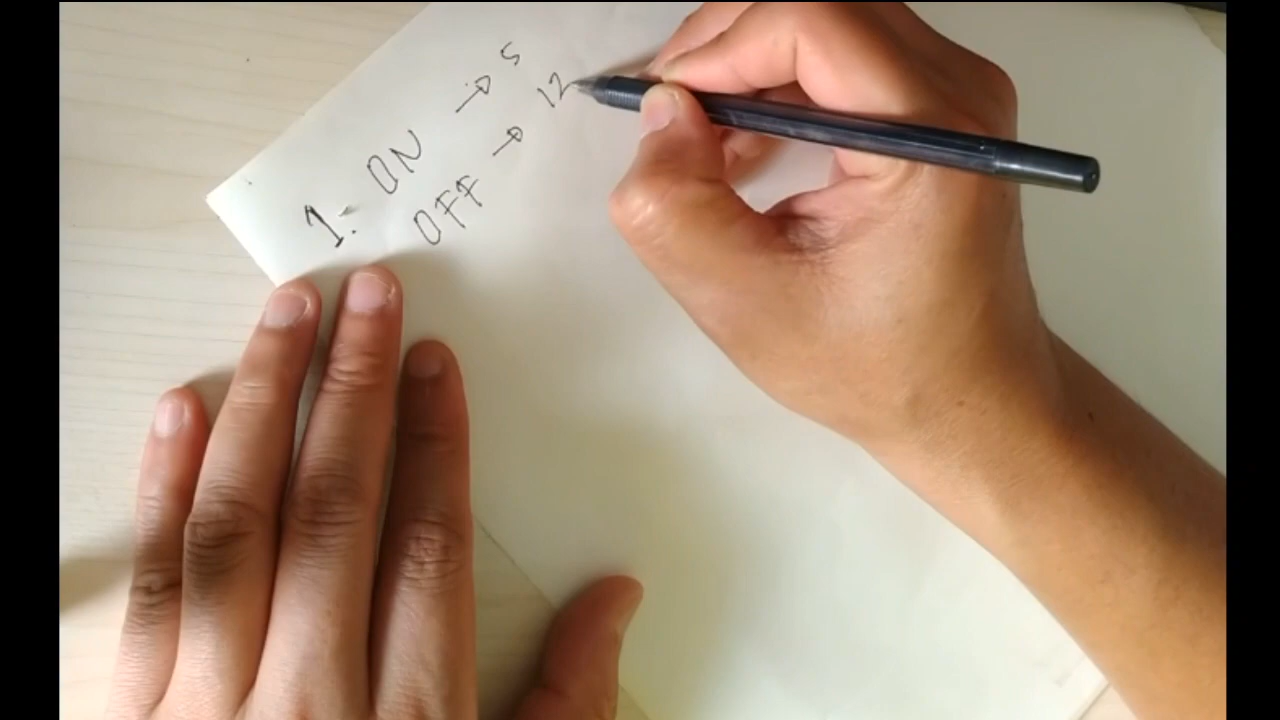 1. ON → 5
OFF → 12